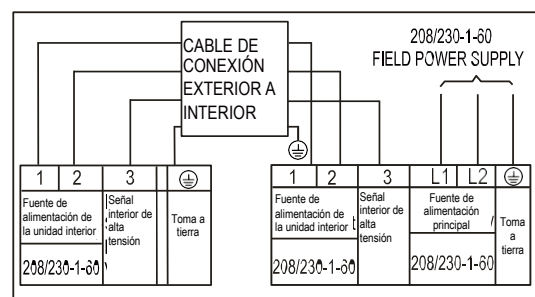 CABLE DE
CONEXIÓN
EXTERIOR A
INTERIOR
208/230-1-60
FIELD POWER SUPPLY
1 2 3
Fuente de
alimentación de
la unidad interior
208/230-1-60
Señal
interior de
alta
tensión
Toma a
tierra
1 2 3 L1 L2
Fuente de
alimentación de
la unidad interior
208/230-1-60
Señal
interior de
alta
tensión
Fuente de
alimentación
principal
208/230-1-60
Toma
a
tierra